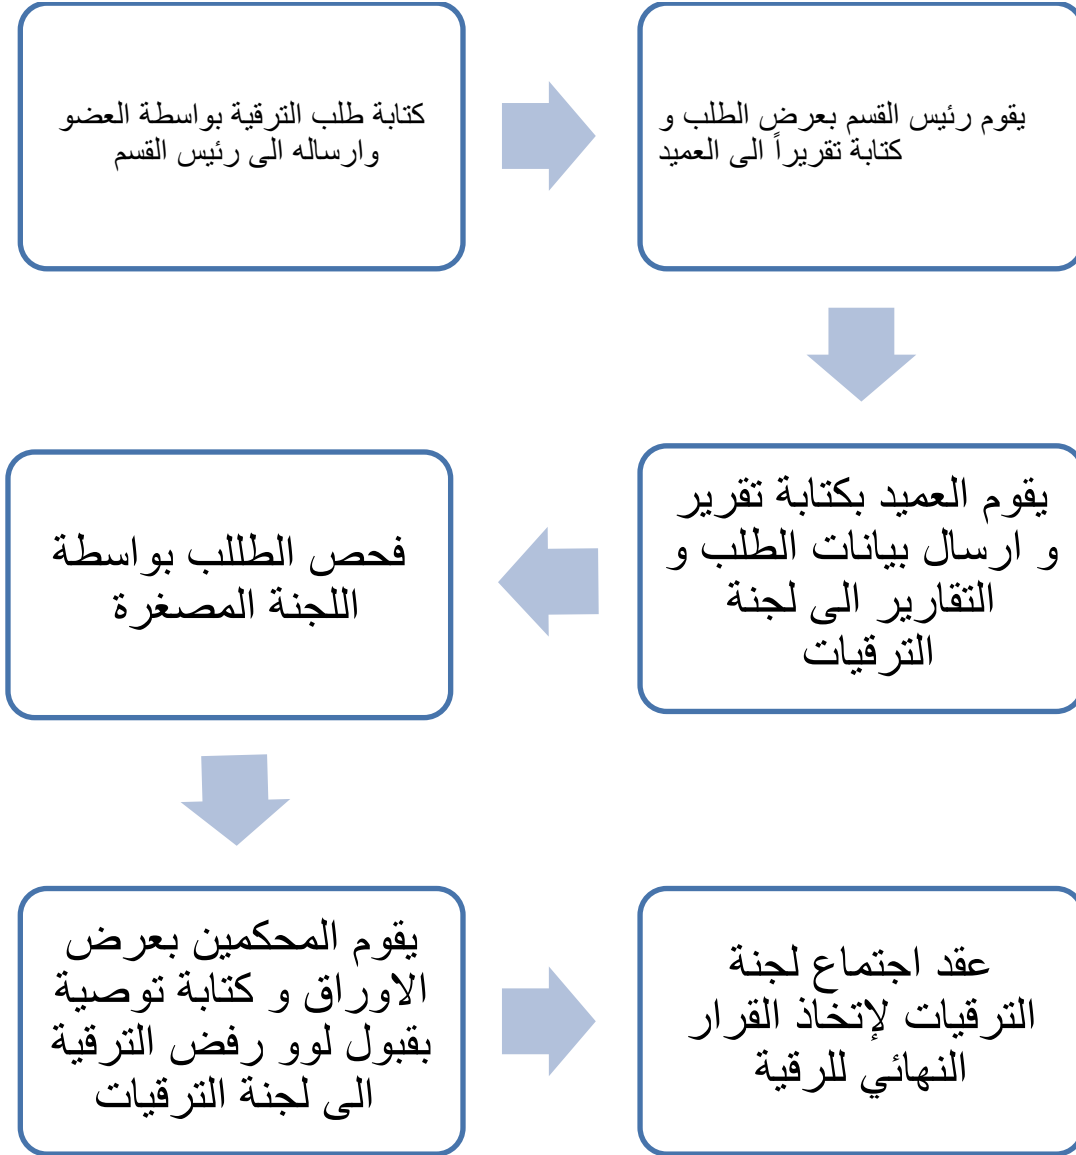 كتابة طلب الترقية بواسطة العضو
وارساله الى رئيس القسم
يقوم رئيس القسم بعرض الطلب و
كتابة تقريراً الى العميد
يقوم العميد بكتابة تقرير
و ارسال بيانات الطلب و
التقارير الى لجنة
الترقيات
فحص الطللب بواسطة
اللجنة المصغرة
يقوم المحكمين بعرض
الاوراق و كتابة توصية
بقبول لوو رفض الترقية
الى لجنة الترقيات
عقد اجتماع لجنة
الترقيات لإتخاذ القرار
النهائي للرقية